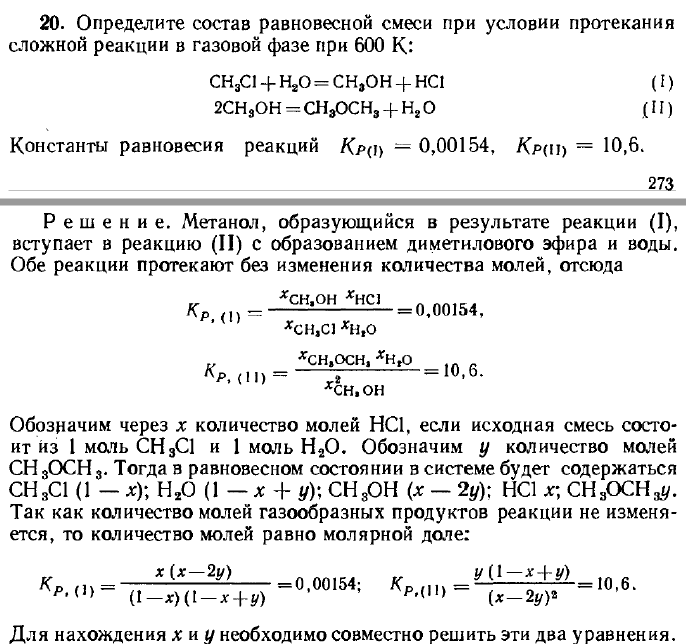 20. Определите состав равновесной смеси при условии протекания
сложной реакции в газовой фазе при 600 К:
CH₃Cl + H₂O = CH₃OH + HCl (I)
2CH₃OH = CH₃OCH₃ + H₂O (II)
Константы равновесия реакций K_P(I) = 0,00154, K_P(II) = 10,6.
273
Решение. Метанол, образующийся в результате реакции (I),
вступает в реакцию (II) с образованием диметилового эфира и воды.
Обе реакции протекают без изменения количества молей, отсюда
K_P, (I) = x_CH₃OH x_HCl / x_CH₃Cl x_H₂O = 0,00154,
K_P, (II) = x_CH₃OCH₃ x_H₂O / x²_CH₃OH = 10,6.
Обозначим через x количество молей HCl, если исходная смесь состо-
ит из 1 моль CH₃Cl и 1 моль H₂O. Обозначим y количество молей
CH₃OCH₃. Тогда в равновесном состоянии в системе будет содержаться
CH₃Cl (1 — x); H₂O (1 — x + y); CH₃OH (x — 2y); HCl x; CH₃OCH₃y.
Так как количество молей газообразных продуктов реакции не изменя-
ется, то количество молей равно молярной доле:
K_P, (I) = x (x—2y) / (1—x) (1—x+y) = 0,00154; K_P,(II) = y (1—x+y) / (x—2y)² = 10,6.
Для нахождения x и y необходимо совместно решить эти два уравнения.